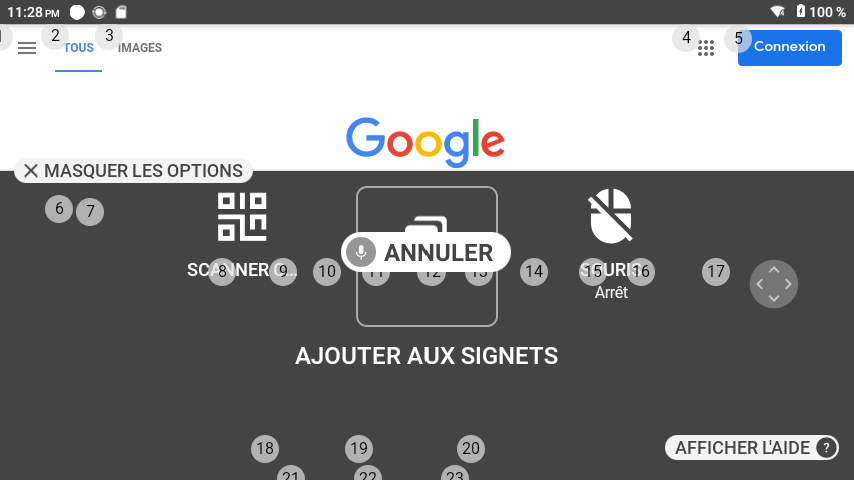 11:28 PM
100 %
1
2
3
4
5
TOUS
IMAGES
Connexion
Google
MASQUER LES OPTIONS
6
7
ANNULER
8
9
10
11
12
13
14
15
16
17
Arrêt
AJOUTER AUX SIGNETS
18
19
20
AFFICHER L'AIDE ?
21
22
23